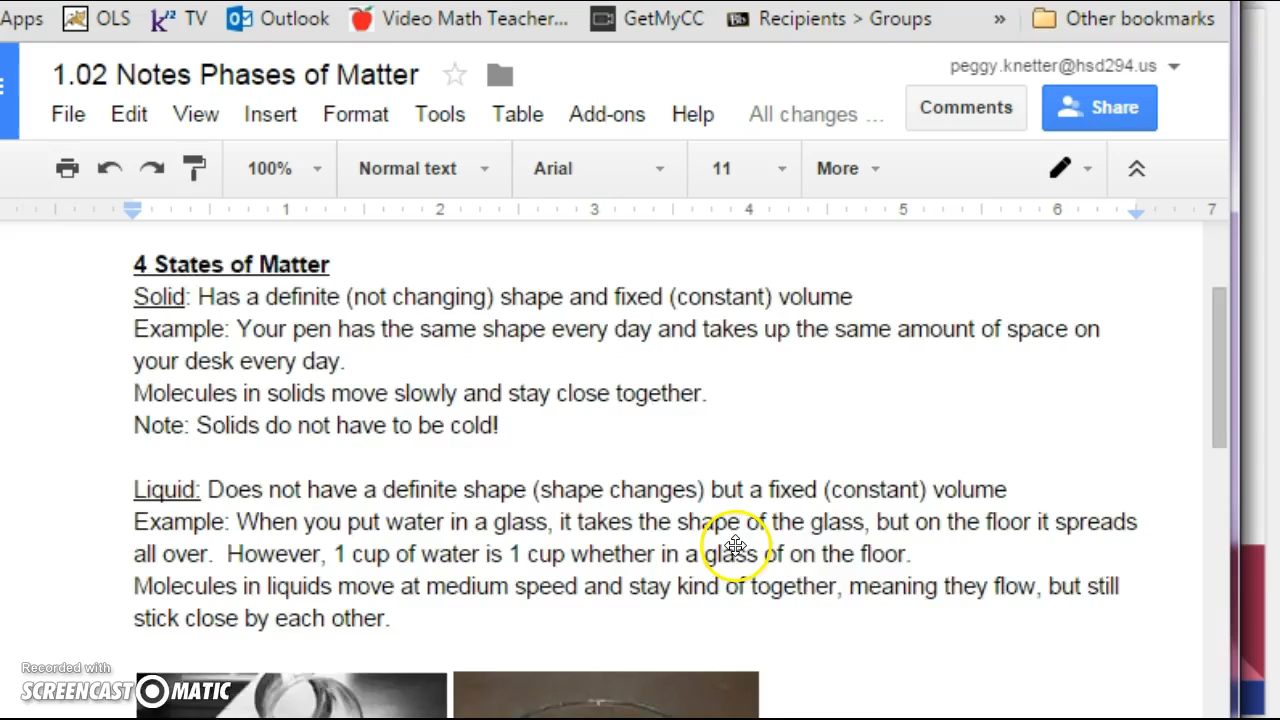 Apps OLS TV Outlook Video Math Teacher... GetMyCC Recipients > Groups » Other bookmarks
1.02 Notes Phases of Matter
peggy.knetter@hsd294.us
File Edit View Insert Format Tools Table Add-ons Help All changes ... Comments Share
100% Normal text Arial 11 More
1 2 3 4 5 6 7
4 States of Matter
Solid: Has a definite (not changing) shape and fixed (constant) volume
Example: Your pen has the same shape every day and takes up the same amount of space on
your desk every day.
Molecules in solids move slowly and stay close together.
Note: Solids do not have to be cold!
Liquid: Does not have a definite shape (shape changes) but a fixed (constant) volume
Example: When you put water in a glass, it takes the shape of the glass, but on the floor it spreads
all over. However, 1 cup of water is 1 cup whether in a glass of on the floor.
Molecules in liquids move at medium speed and stay kind of together, meaning they flow, but still
stick close by each other.
Recorded with
SCREENCAST O MATIC